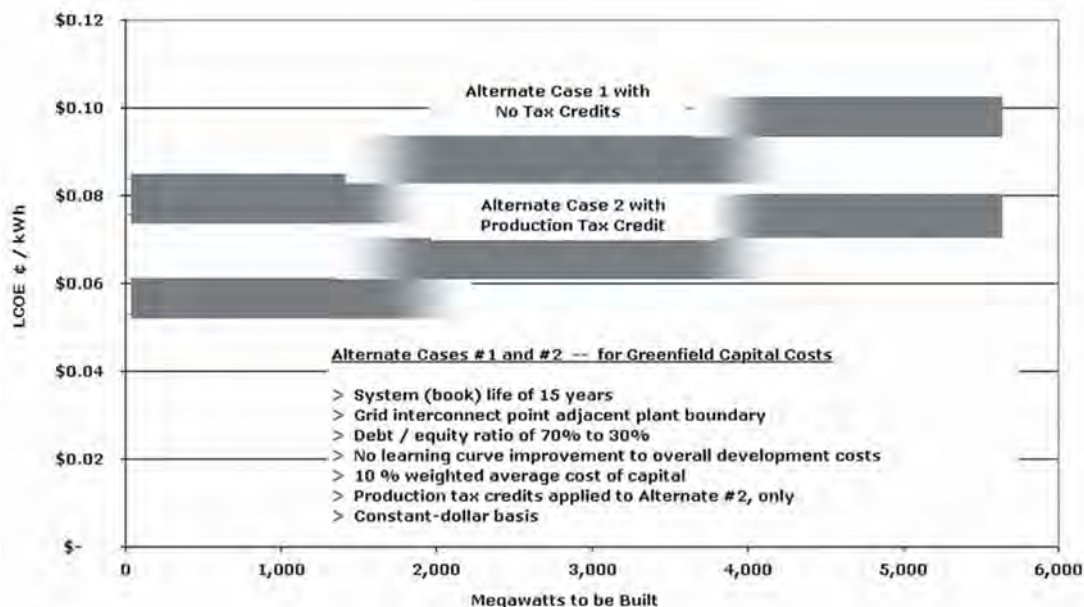 $0.12
$0.10
$0.08
$0.06
$0.04
$0.02
$-
LCOE ¢ / kWh
Alternate Case 1 with
No Tax Credits
Alternate Case 2 with
Production Tax Credit
Alternate Cases #1 and #2 -- for Greenfield Capital Costs
> System (book) life of 15 years
> Grid interconnect point adjacent plant boundary
> Debt / equity ratio of 70% to 30%
> No learning curve improvement to overall development costs
> 10 % weighted average cost of capital
> Production tax credits applied to Alternate #2, only
> Constant-dollar basis
0 1,000 2,000 3,000 4,000 5,000 6,000
Megawatts to be Built